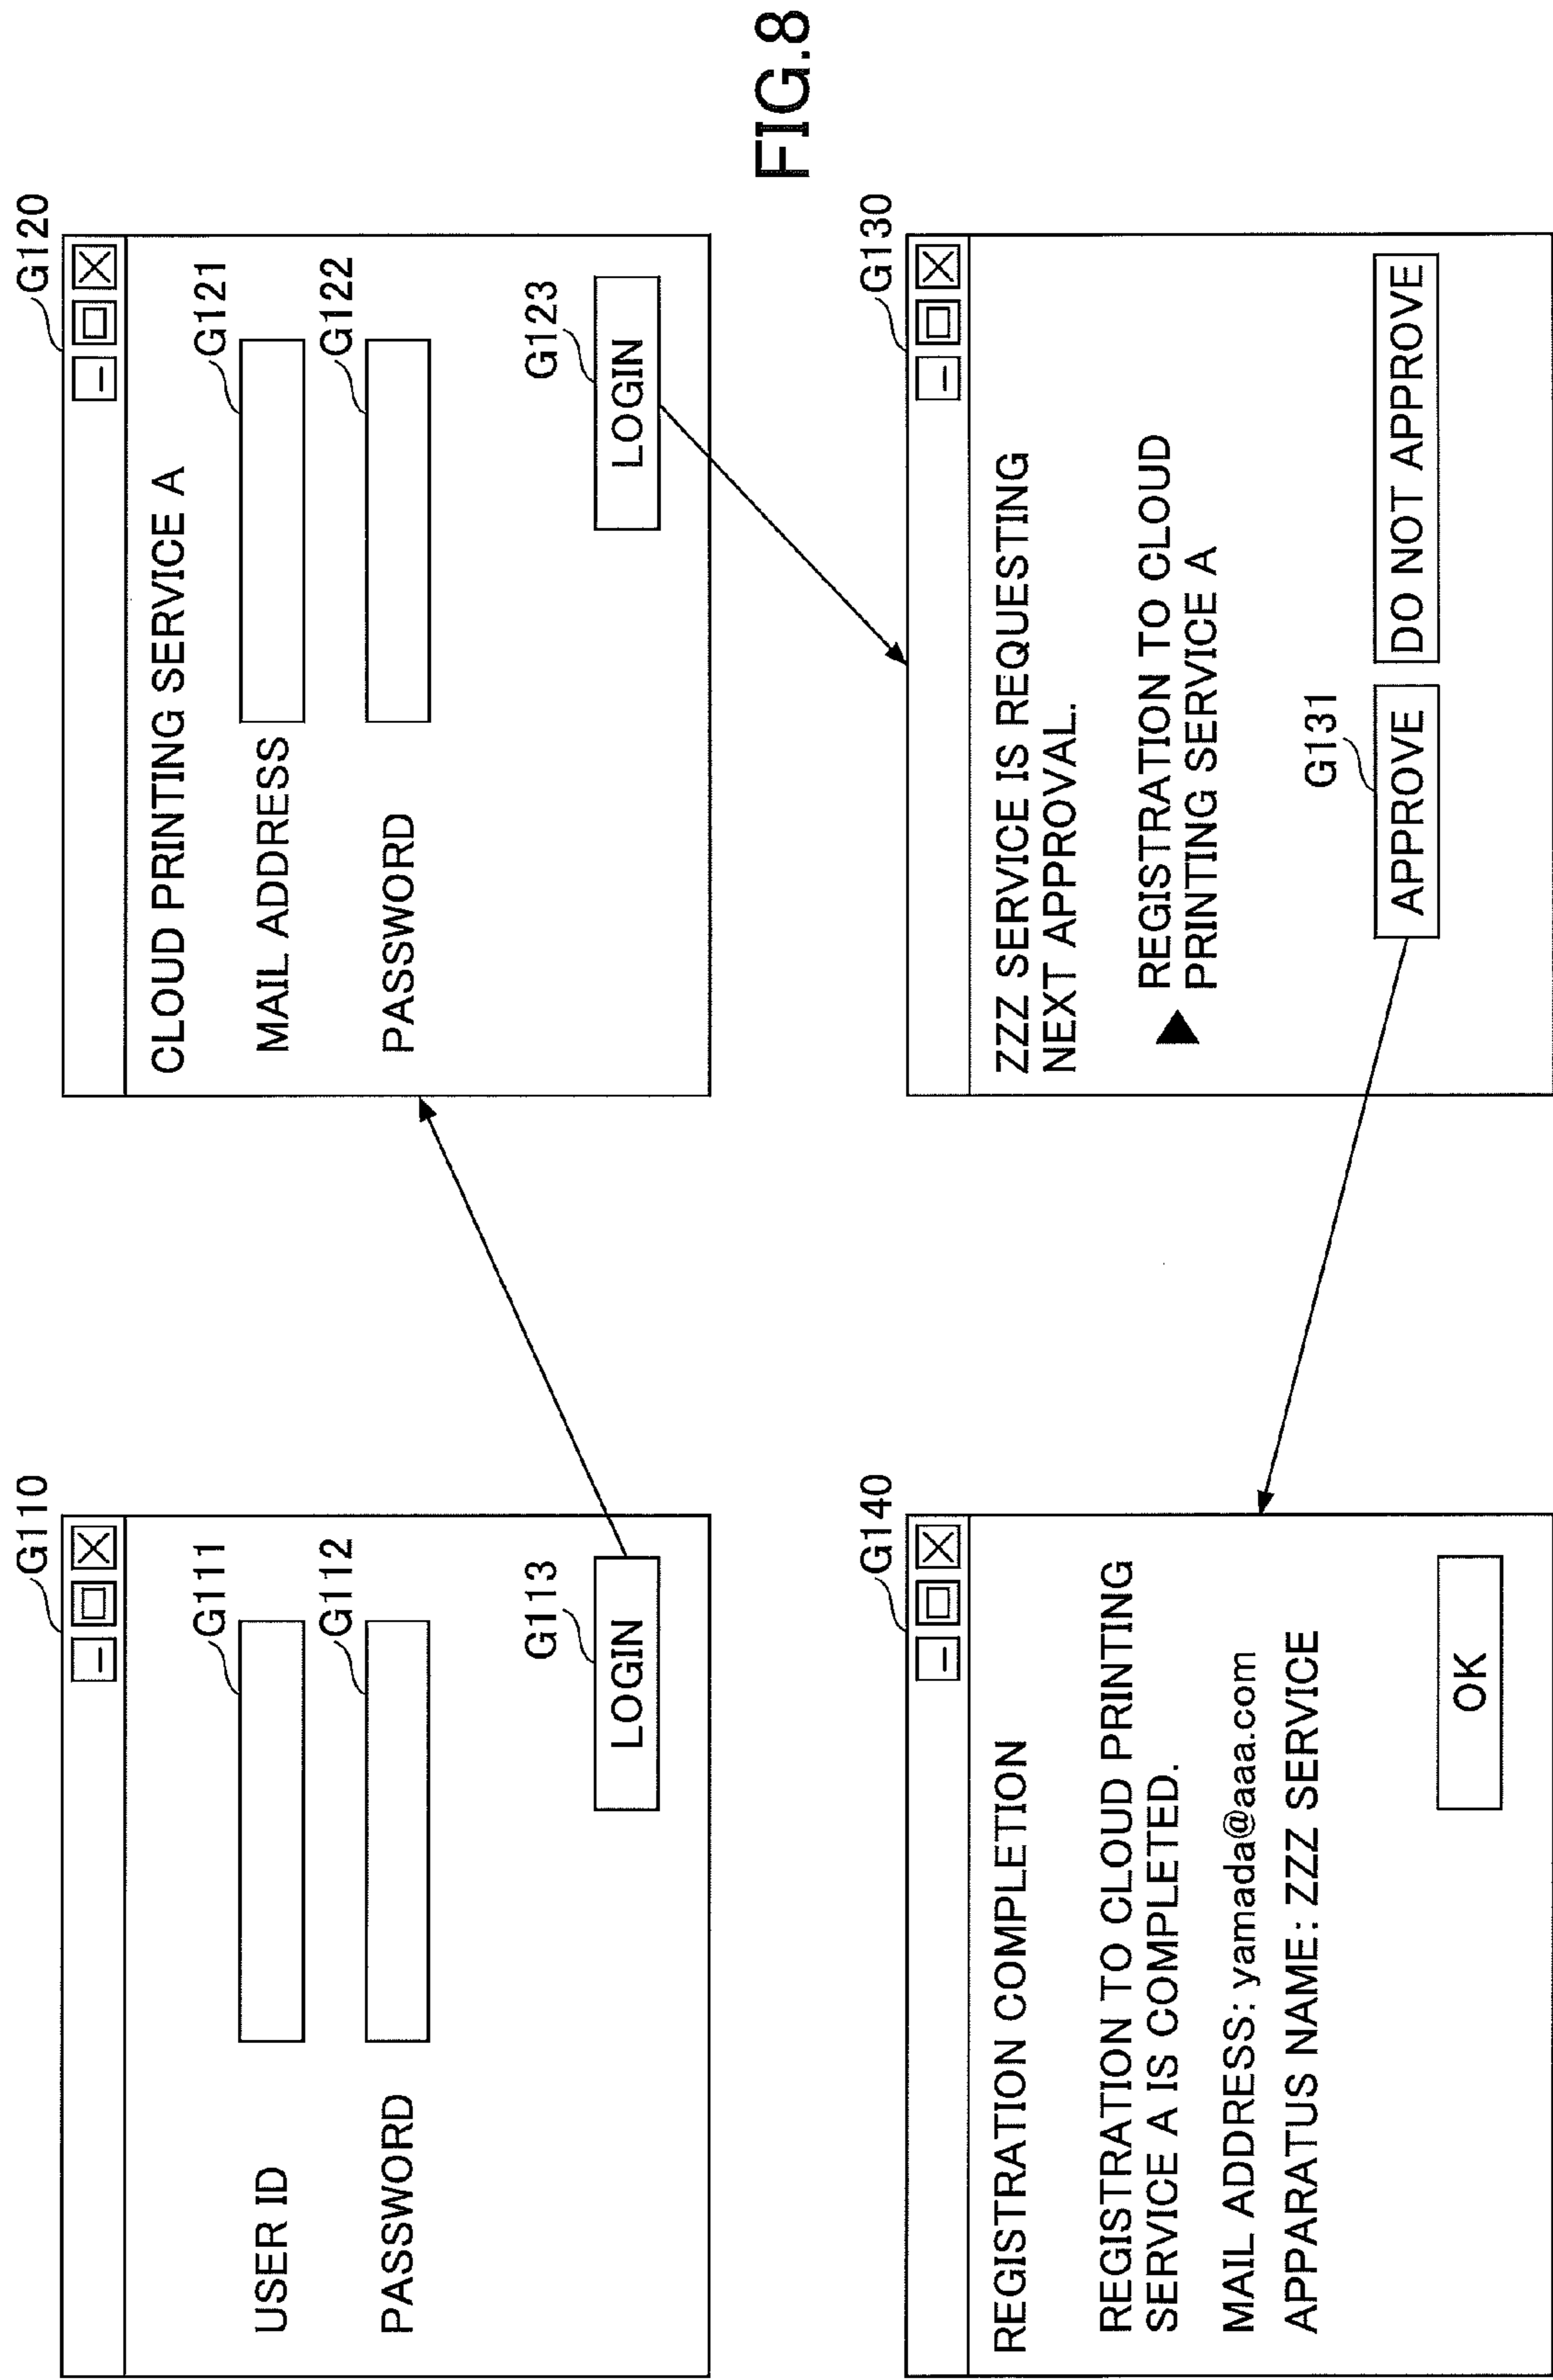 FIG.8
G110
USER ID
G111
PASSWORD
G112
G113
LOGIN
G120
CLOUD PRINTING SERVICE A
MAIL ADDRESS
G121
PASSWORD
G122
G123
LOGIN
G130
ZZZ SERVICE IS REQUESTING
NEXT APPROVAL.
▶ REGISTRATION TO CLOUD
PRINTING SERVICE A
G131
APPROVE
DO NOT APPROVE
G140
REGISTRATION COMPLETION
REGISTRATION TO CLOUD PRINTING
SERVICE A IS COMPLETED.
MAIL ADDRESS: yamada@aaa.com
APPARATUS NAME: ZZZ SERVICE
OK